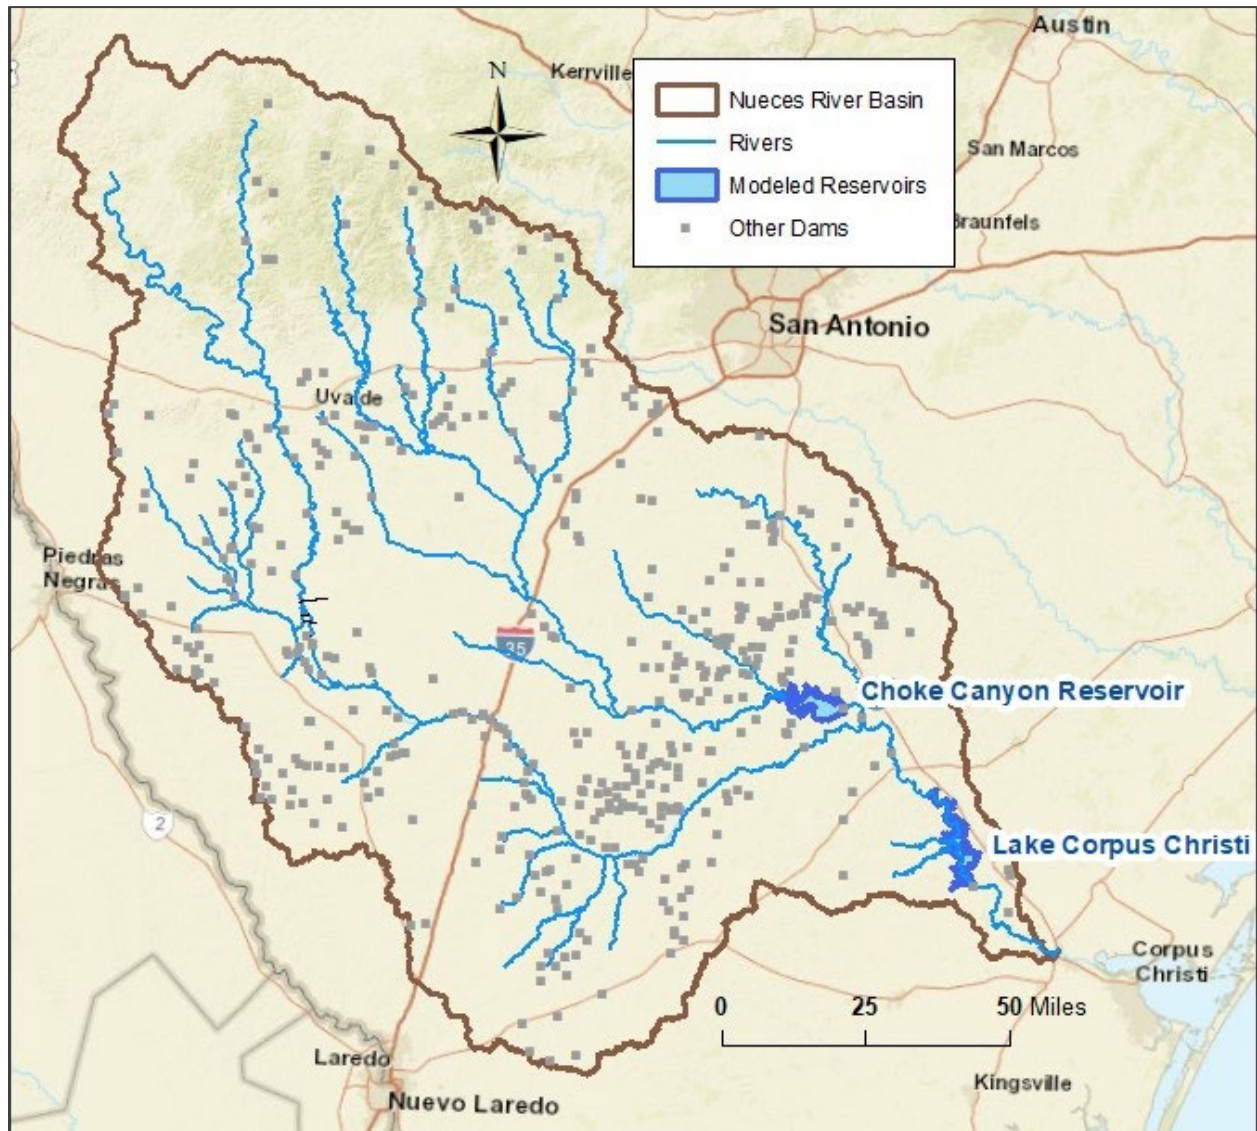 Austin
N
Kerrville
Nueces River Basin
Rivers
San Marcos
Modeled Reservoirs
Other Dams
Braunfels
San Antonio
Uvalde
Piedras
Negras
35
Choke Canyon Reservoir
2
Lake Corpus Christi
Corpus
Christi
0 25 50 Miles
Laredo
Kingsville
Nuevo Laredo